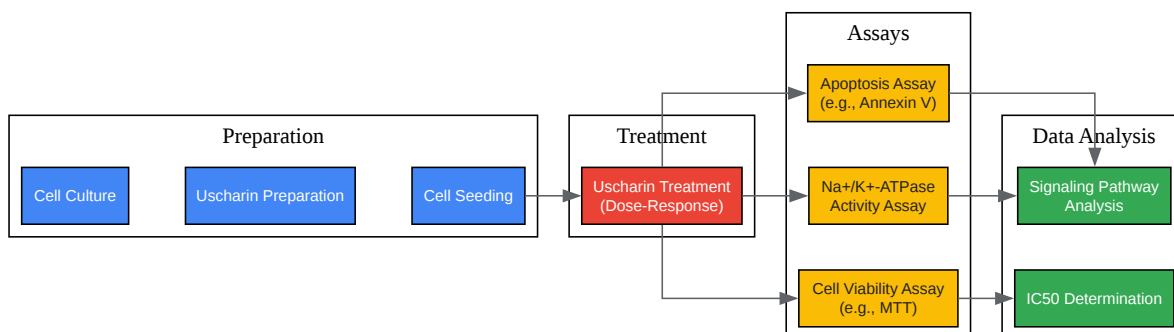 Preparation
Cell Culture
Uscharin Preparation
Cell Seeding
Treatment
Uscharin Treatment
(Dose-Response)
Assays
Apoptosis Assay
(e.g., Annexin V)
Na+/K+-ATPase
Activity Assay
Cell Viability Assay
(e.g., MTT)
Data Analysis
Signaling Pathway
Analysis
IC50 Determination